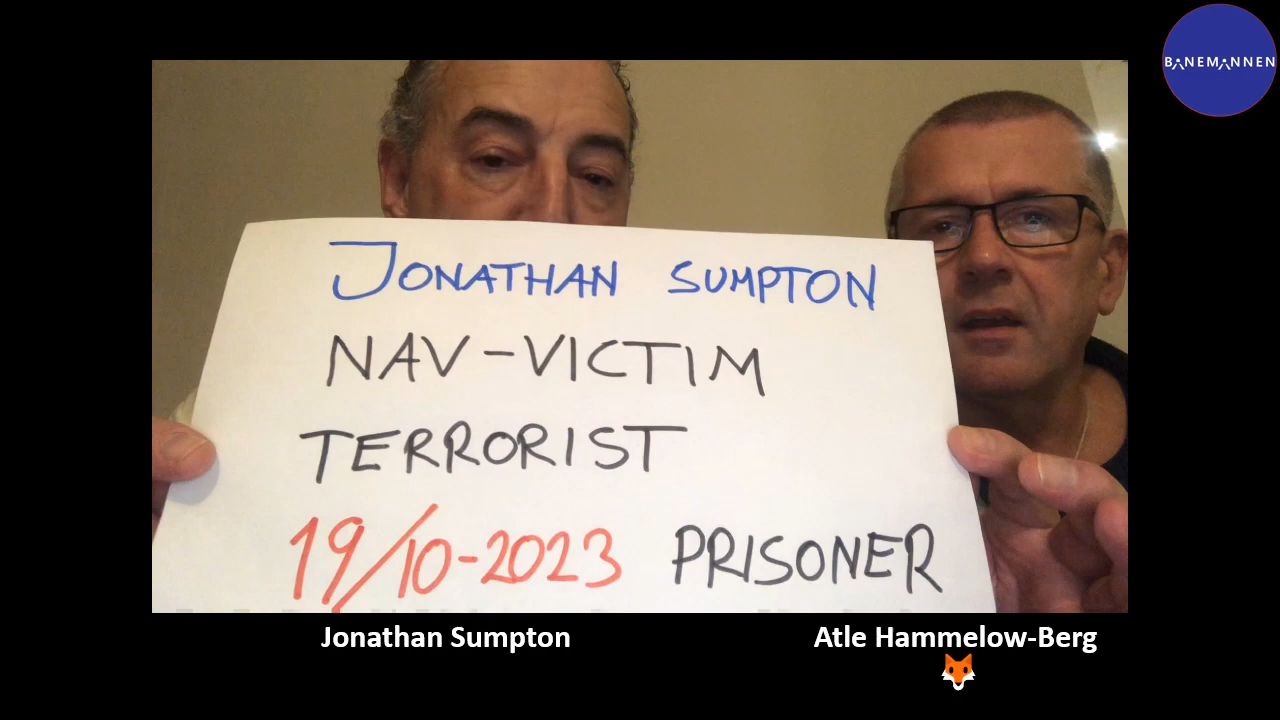 BANEMANNEN
JONATHAN SUMPTON
NAV-VICTIM
TERRORIST
19/10-2023 PRISONER
Jonathan Sumpton
Atle Hammelow-Berg